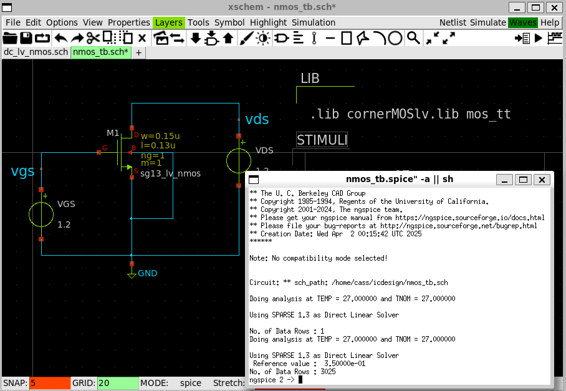 xschem - nmos_tb.sch*
File Edit Options View Properties Layers Tools Symbol Highlight Simulation Netlist Simulate Waves Help
dc_lv_nmos.sch nmos_tb.sch* +
LIB
.lib cornerMOSlv.lib mos_tt
STIMULI
vds
M1
D
G
B
S
w=0.15u
l=0.13u
ng=1
m=1
sg13_lv_nmos
VDS
vgs
VGS
1.2
GND
nmos_tb.spice" -a || sh
** The U. C. Berkeley CAD Group
** Copyright 1985-1994, Regents of the University of California.
** Copyright 2001-2024, The ngspice team.
** Please get your ngspice manual from https://ngspice.sourceforge.io/docs.html
** Please file your bug-reports at http://ngspice.sourceforge.net/bugrep.html
** Creation Date: Wed Apr  2 00:15:42 UTC 2025
******
Note: No compatibility mode selected!
Circuit: ** sch_path: /home/cass/icdesign/nmos_tb.sch
Doing analysis at TEMP = 27.000000 and TNOM = 27.000000
Using SPARSE 1.3 as Direct Linear Solver
No. of Data Rows : 1
Doing analysis at TEMP = 27.000000 and TNOM = 27.000000
Using SPARSE 1.3 as Direct Linear Solver
Reference value :  3.50000e-01
No. of Data Rows : 3025
ngspice 2 ->
SNAP: 5 GRID: 20 MODE: spice Stretch: